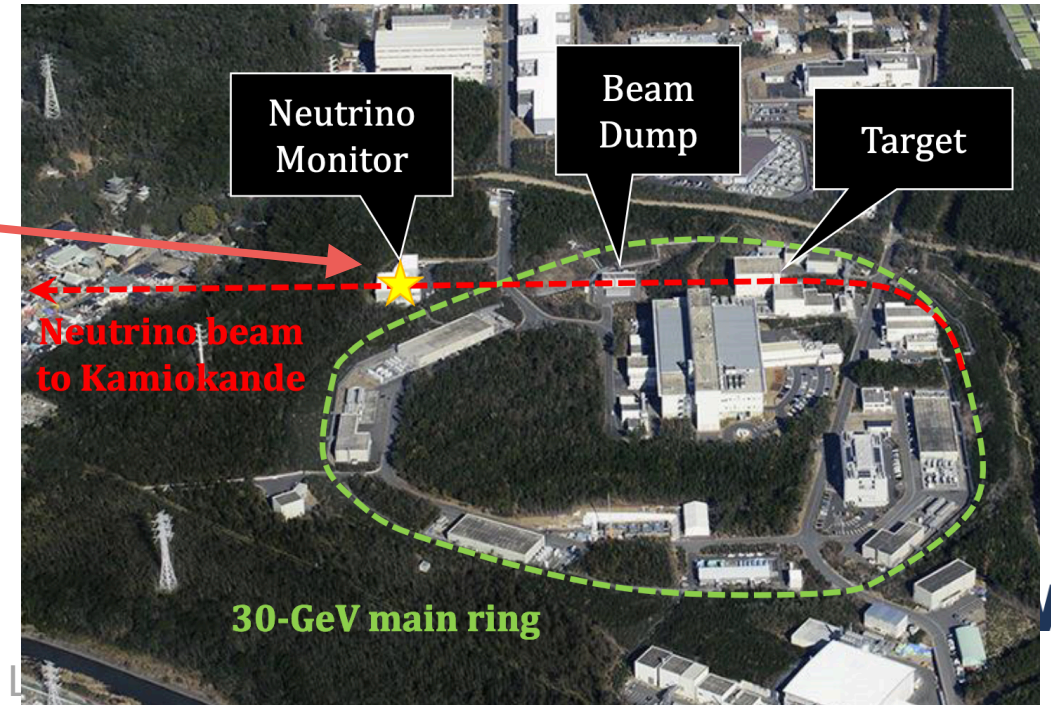 Neutrino
Monitor
Beam
Dump
Target
Neutrino beam
to Kamiokande
30-GeV main ring
L